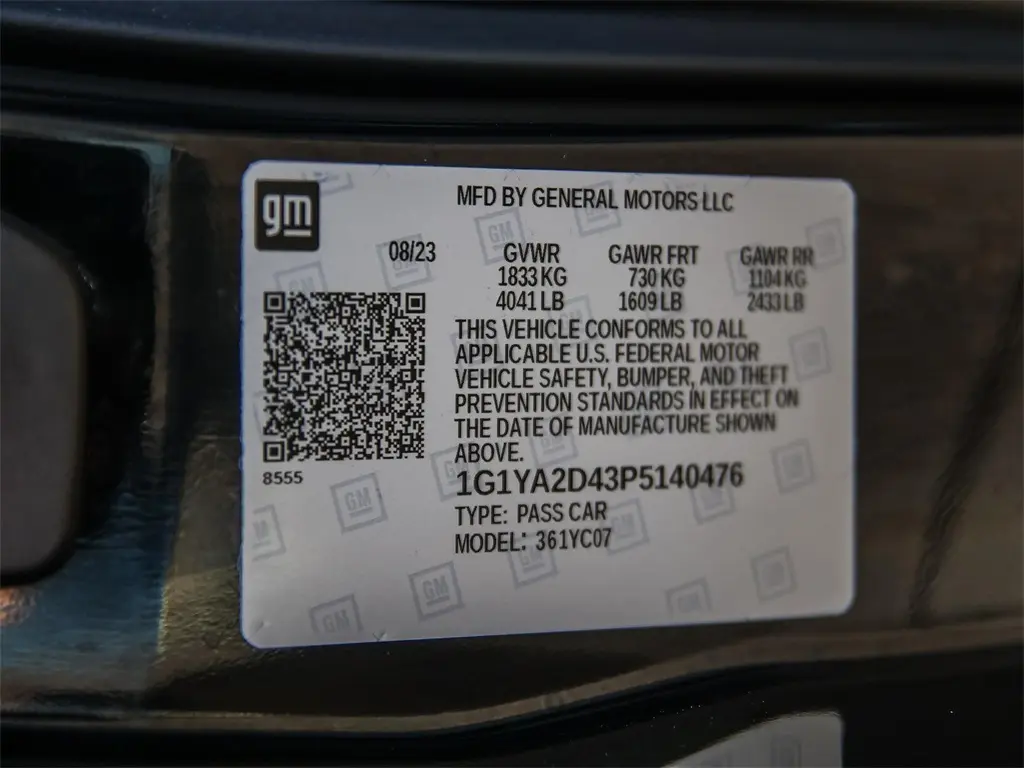 gm
MFD BY GENERAL MOTORS LLC
08/23 GVWR GAWR FRT GAWR RR
1833 KG 730 KG 1104 KG
4041 LB 1609 LB 2433 LB
THIS VEHICLE CONFORMS TO ALL
APPLICABLE U.S. FEDERAL MOTOR
VEHICLE SAFETY, BUMPER, AND THEFT
PREVENTION STANDARDS IN EFFECT ON
THE DATE OF MANUFACTURE SHOWN
ABOVE.
8555
1G1YA2D43P5140476
TYPE: PASS CAR
MODEL: 361YC07